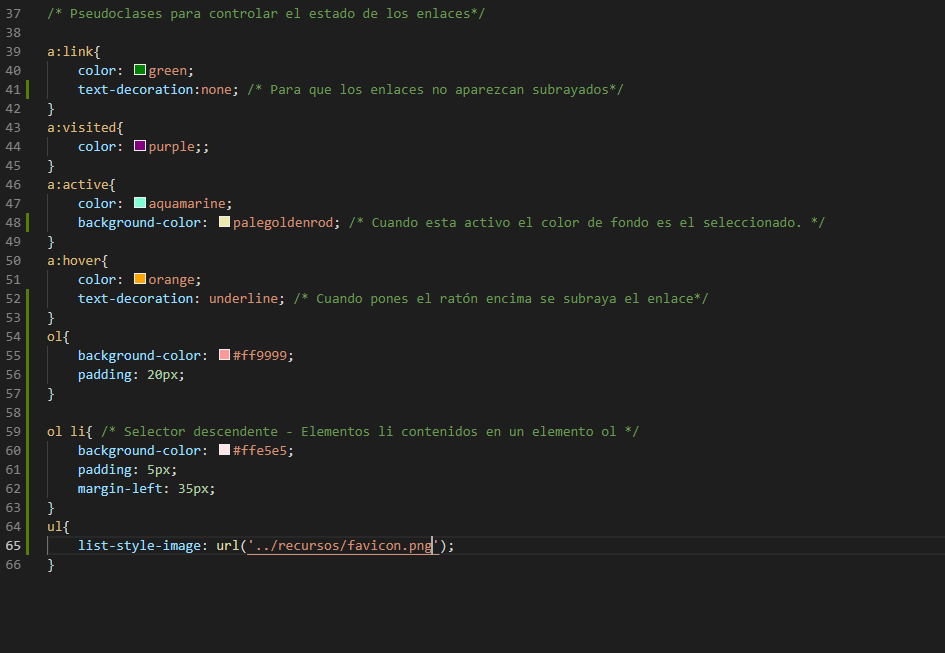 37 /* Pseudoclases para controlar el estado de los enlaces*/
38
39 a:link{
40 color: green;
41 text-decoration:none; /* Para que los enlaces no aparezcan subrayados*/
42 }
43 a:visited{
44 color: purple;;
45 }
46 a:active{
47 color: aquamarine;
48 background-color: palegoldenrod; /* Cuando esta activo el color de fondo es el seleccionado. */
49 }
50 a:hover{
51 color: orange;
52 text-decoration: underline; /* Cuando pones el ratón encima se subraya el enlace*/
53 }
54 ol{
55 background-color: #ff9999;
56 padding: 20px;
57 }
58
59 ol li{ /* Selector descendente - Elementos li contenidos en un elemento ol */
60 background-color: #ffe5e5;
61 padding: 5px;
62 margin-left: 35px;
63 }
64 ul{
65 list-style-image: url('../recursos/favicon.png');
66 }